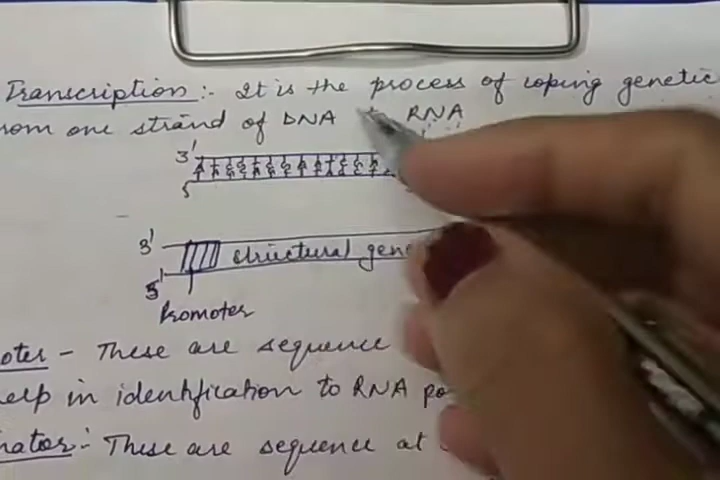 Transcription :- It is the process of coping genetic
rom one strand of DNA RNA
3'
5
3' structural gene
5'
Promoter
oter - These are sequence
elp in identification to RNA po
nator :- These are sequence at